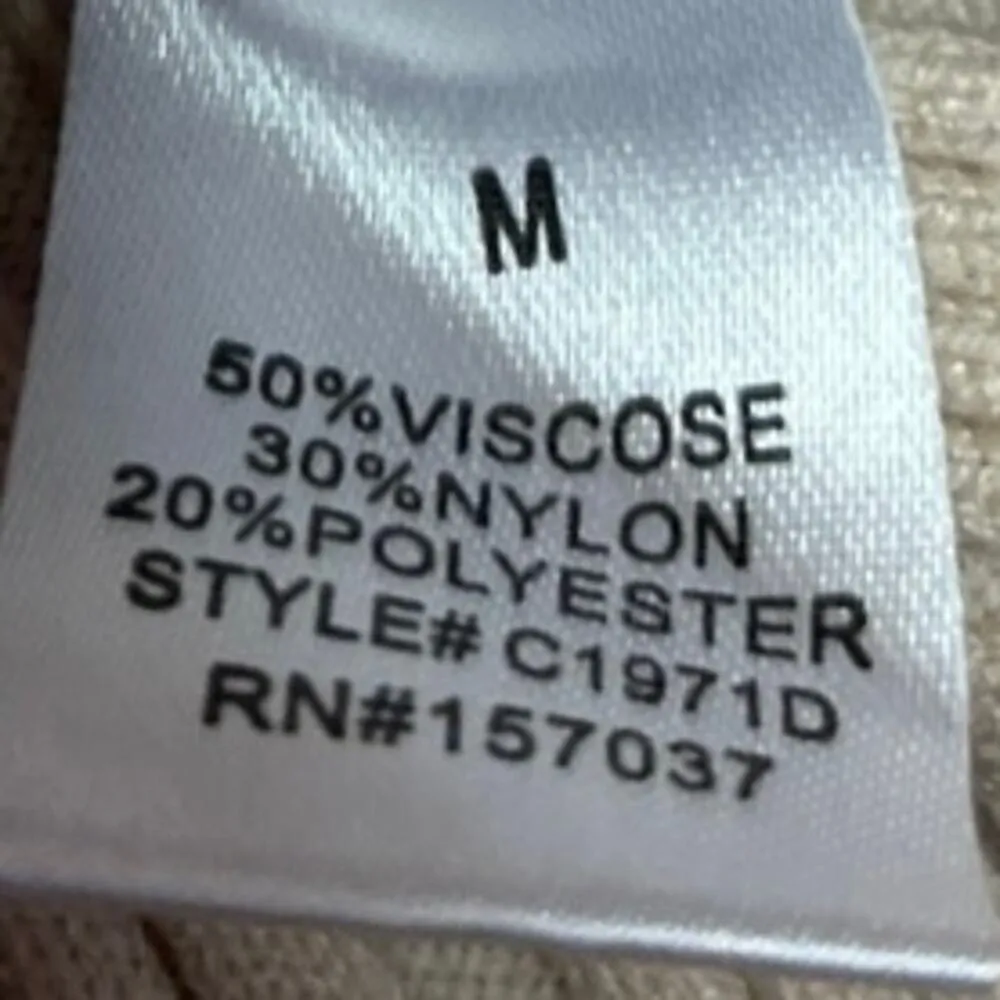 M
50%VISCOSE
30%NYLON
20%POLYESTER
STYLE# C1971D
RN#157037